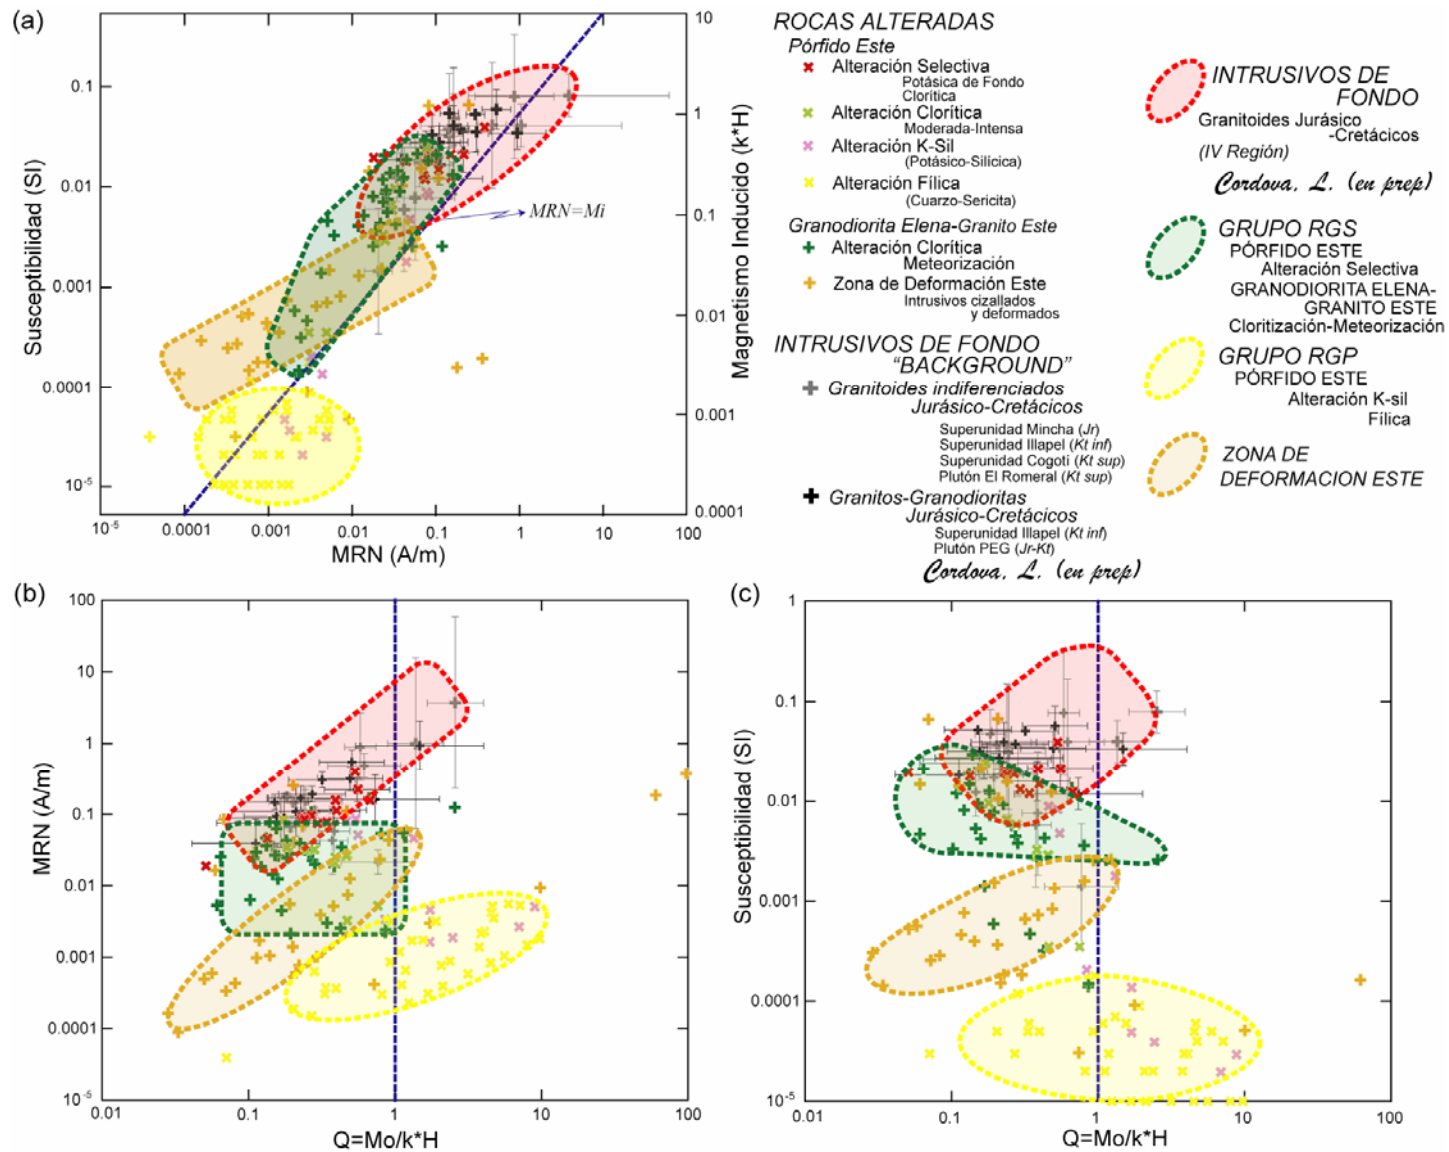 (a)
Susceptibilidad (SI)
0.1
0.01
0.001
0.0001
10-5
10-5
0.0001
0.001
0.01
0.1
1
10
100
MRN (A/m)
10
1
0.1
0.01
0.001
0.0001
Magnetismo Inducido (k*H)
MRN=Mi
ROCAS ALTERADAS
Pórfido Este
Alteración Selectiva
Potásica de Fondo
Clorítica
Alteración Clorítica
Moderada-Intensa
Alteración K-Sil
(Potásico-Silícica)
Alteración Fílica
(Cuarzo-Sericita)
Granodiorita Elena-Granito Este
Alteración Clorítica
Meteorización
Zona de Deformación Este
Intrusivos cizallados
y deformados
INTRUSIVOS DE FONDO
“BACKGROUND”
Granitoides indiferenciados
Jurásico-Cretácicos
Superunidad Mincha (Jr)
Superunidad Illapel (Kt inf)
Superunidad Cogotí (Kt sup)
Plutón El Romeral (Kt sup)
Granitos-Granodioritas
Jurásico-Cretácicos
Superunidad Illapel (Kt inf)
Plutón PEG (Jr-Kt)
Cordova, L. (en prep)
INTRUSIVOS DE
FONDO
Granitoides Jurásico
-Cretácicos
(IV Región)
Cordova, L. (en prep)
GRUPO RGS
PÓRFIDO ESTE
Alteración Selectiva
GRANODIORITA ELENA-
GRANITO ESTE
Cloritización-Meteorización
GRUPO RGP
PÓRFIDO ESTE
Alteración K-sil
Fílica
ZONA DE
DEFORMACION ESTE
(b)
MRN (A/m)
100
10
1
0.1
0.01
0.001
0.0001
10-5
0.01
0.1
1
10
100
Q=Mo/k*H
(c)
Susceptibilidad (SI)
1
0.1
0.01
0.001
0.0001
10-5
0.01
0.1
1
10
100
Q=Mo/k*H